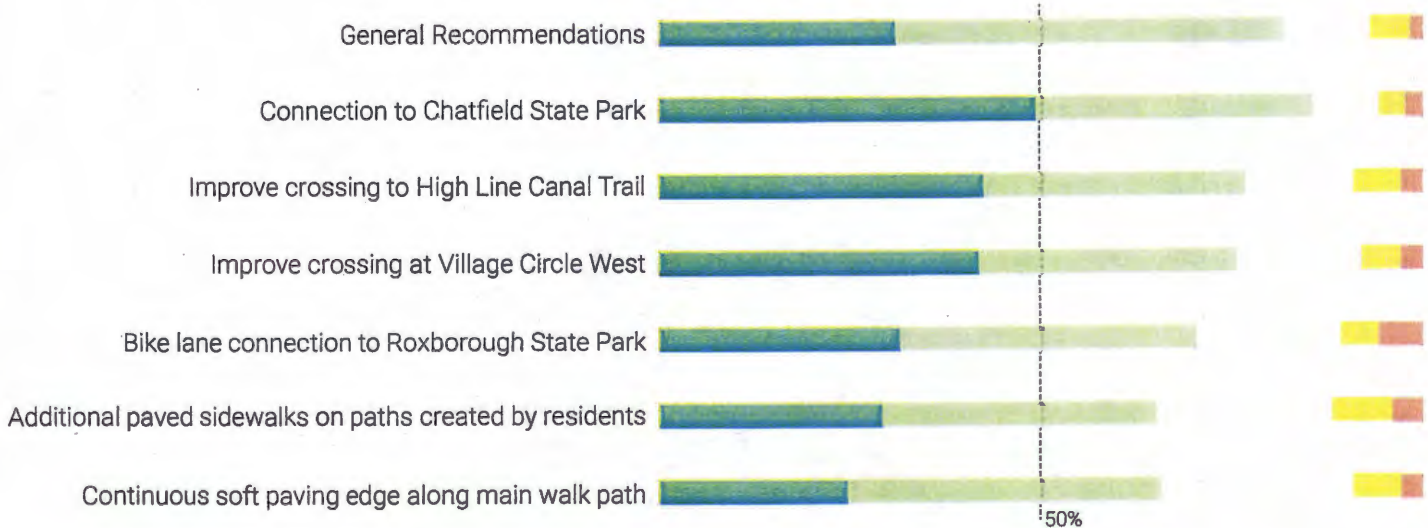 General Recommendations
Connection to Chatfield State Park
Improve crossing to High Line Canal Trail
Improve crossing at Village Circle West
Bike lane connection to Roxborough State Park
Additional paved sidewalks on paths created by residents
Continuous soft paving edge along main walk path
50%